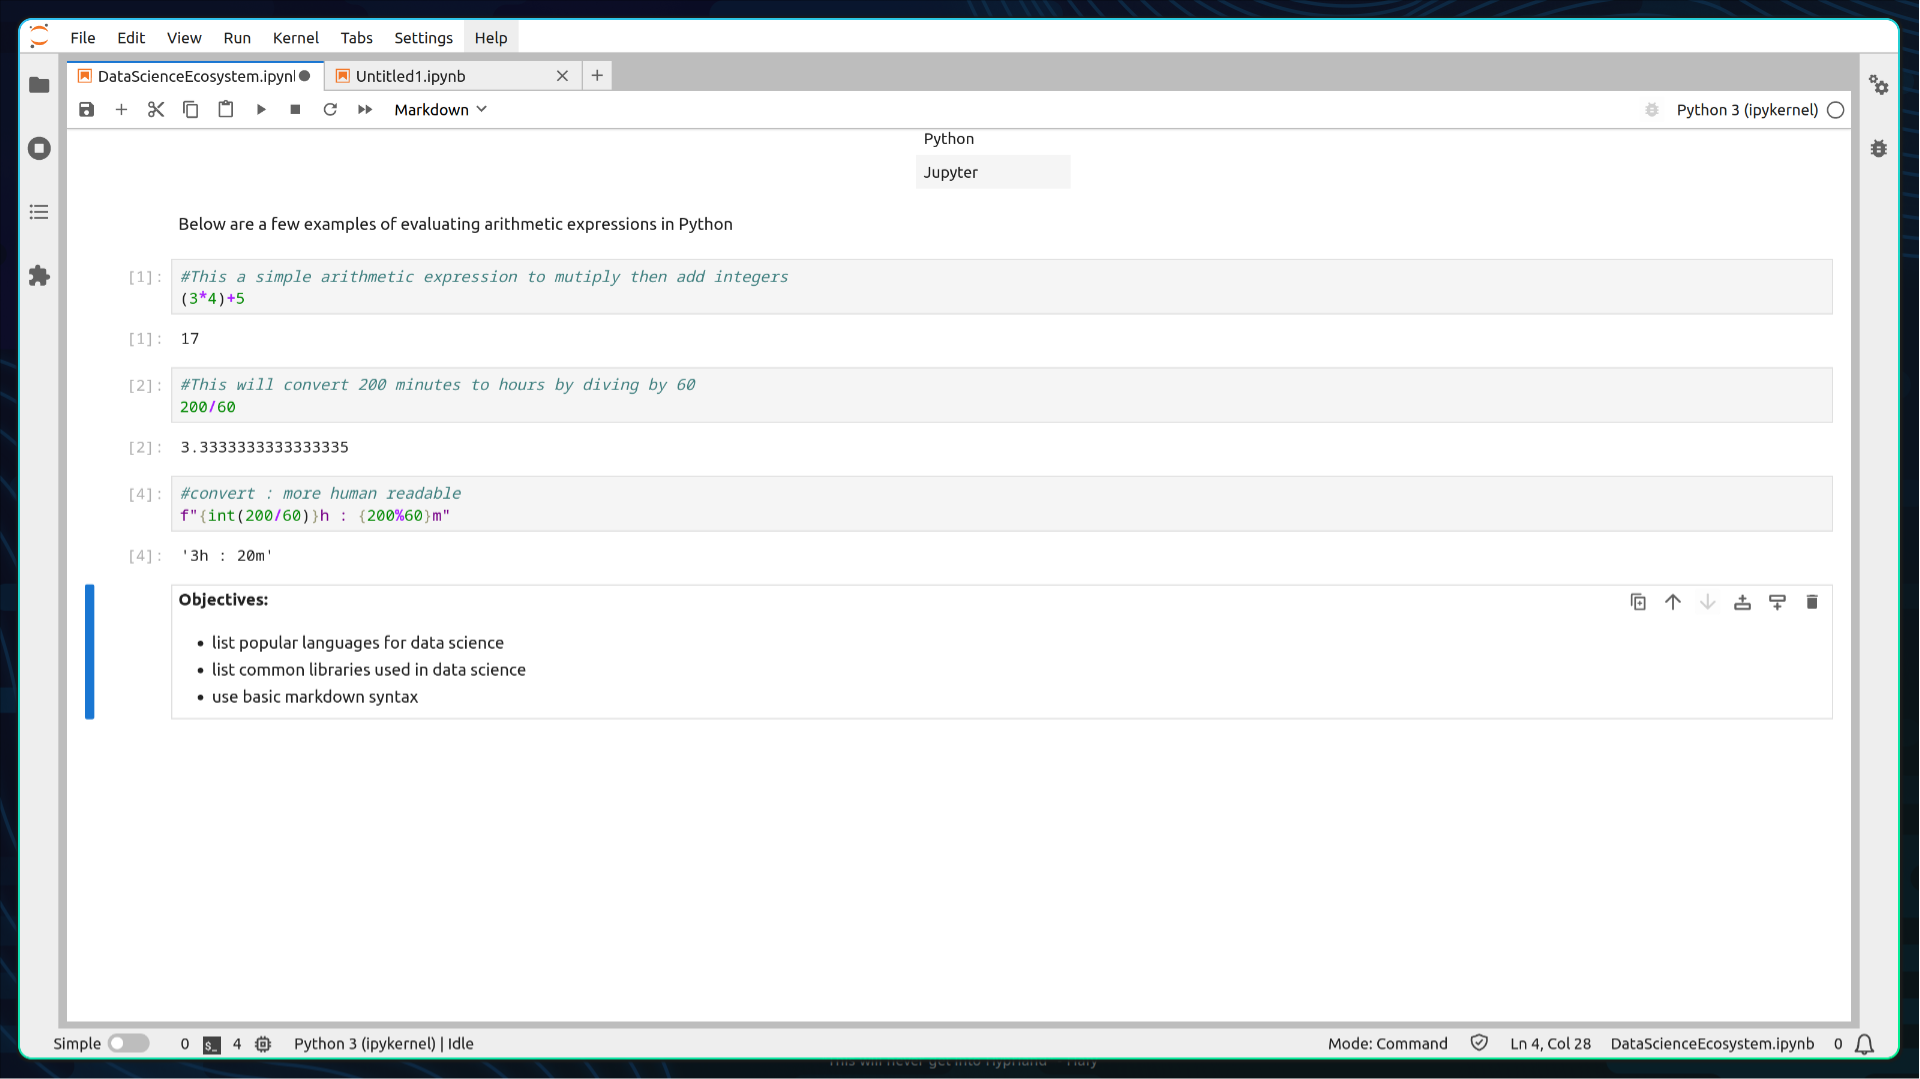 File Edit View Run Kernel Tabs Settings Help
DataScienceEcosystem.ipynb Untitled1.ipynb
Markdown Python 3 (ipykernel)
Python
Jupyter
Below are a few examples of evaluating arithmetic expressions in Python
[1]: #This a simple arithmetic expression to mutiply then add integers
(3*4)+5
[1]: 17
[2]: #This will convert 200 minutes to hours by diving by 60
200/60
[2]: 3.3333333333333335
[4]: #convert : more human readable
f"{int(200/60)}h : {200%60}m"
[4]: '3h : 20m'
Objectives:
• list popular languages for data science
• list common libraries used in data science
• use basic markdown syntax
Simple 0 $_ 4 Python 3 (ipykernel) | Idle Mode: Command Ln 4, Col 28 DataScienceEcosystem.ipynb 0